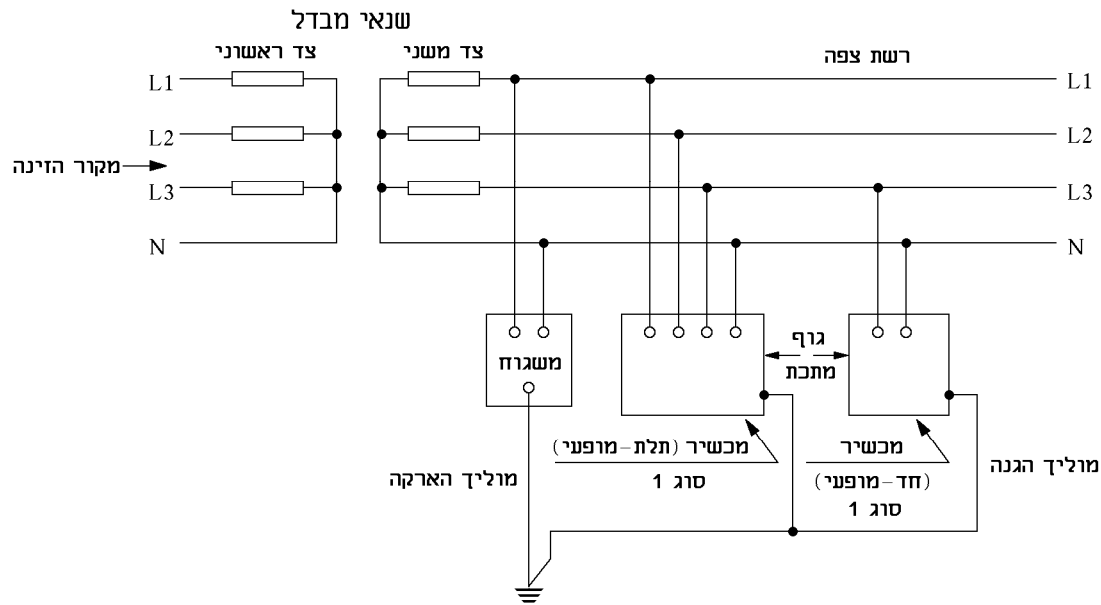 שנאי מבדל
צד ראשוני
צד משני
רשת צפה
L1
L1
L2
L2
מקור הזינה
L3
L3
N
N
משגוח
גוף
מתכת
מכשיר (תלת-מופעי)
סוג 1
מכשיר
(חד-מופעי)
סוג 1
מוליך הגנה
מוליך הארקה